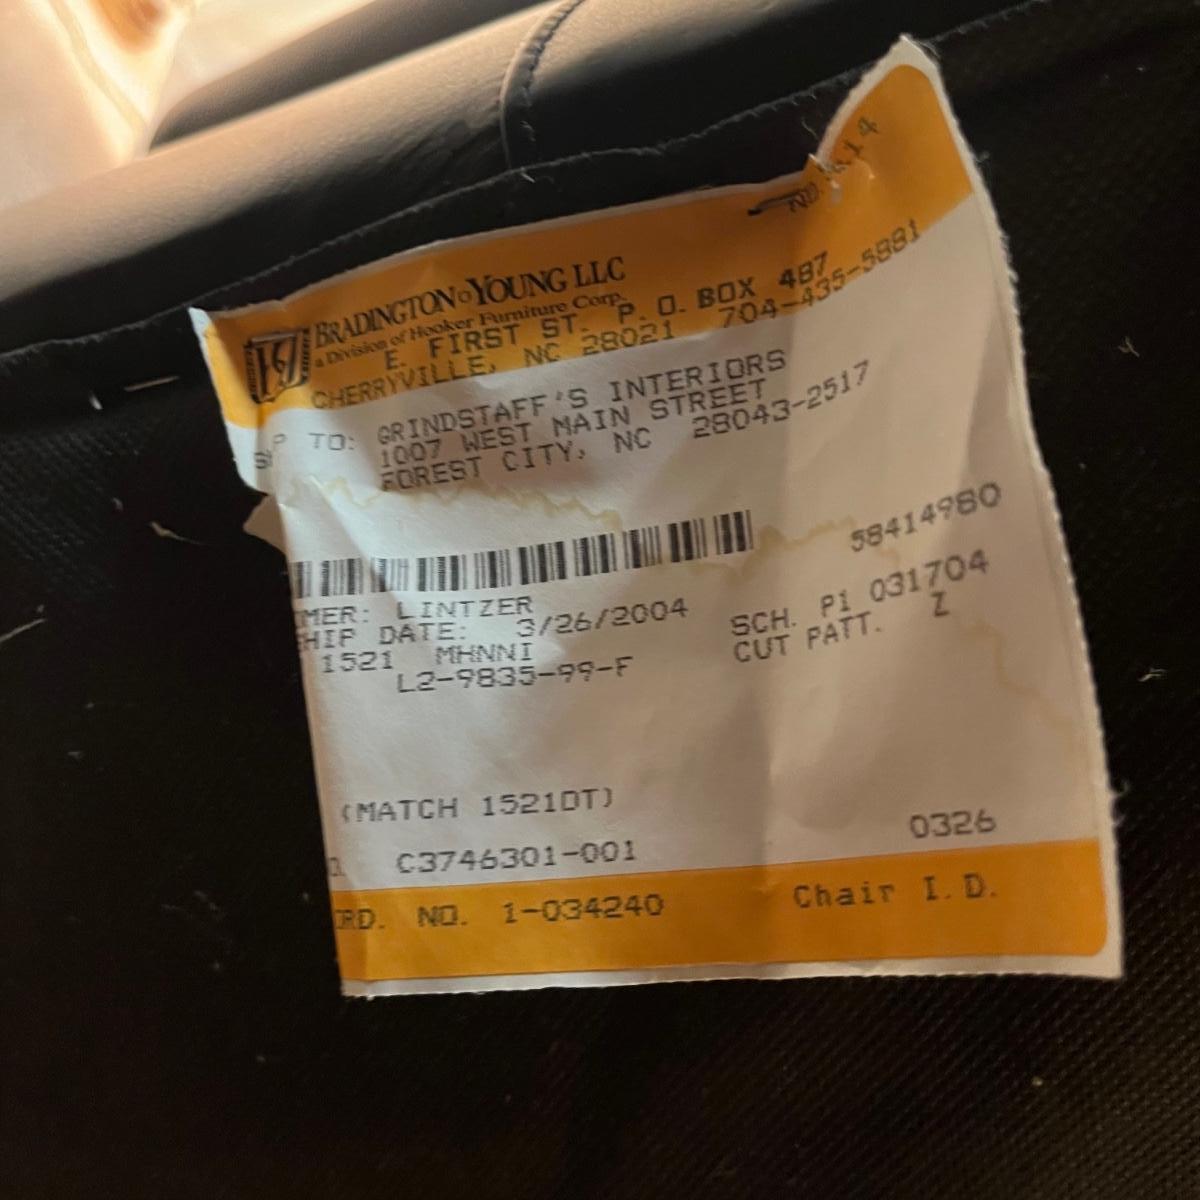 BRADINGTON YOUNG LLC
a Division of Hooker Furniture Corp.
E. FIRST ST. P. O. BOX 487
CHERRYVILLE, NC 28021 704-435-5881
TO: GRINDSTAFF'S INTERIORS
1007 WEST MAIN STREET
FOREST CITY, NC 28043-2517
58414980
MER: LINTZER
HIP DATE: 3/26/2004 SCH. P1 031704
1521 MHNNI CUT PATT. Z
L2-9835-99-F
(MATCH 1521DT)
C3746301-001 0326
ORD. NO. 1-034240 Chair I.D.